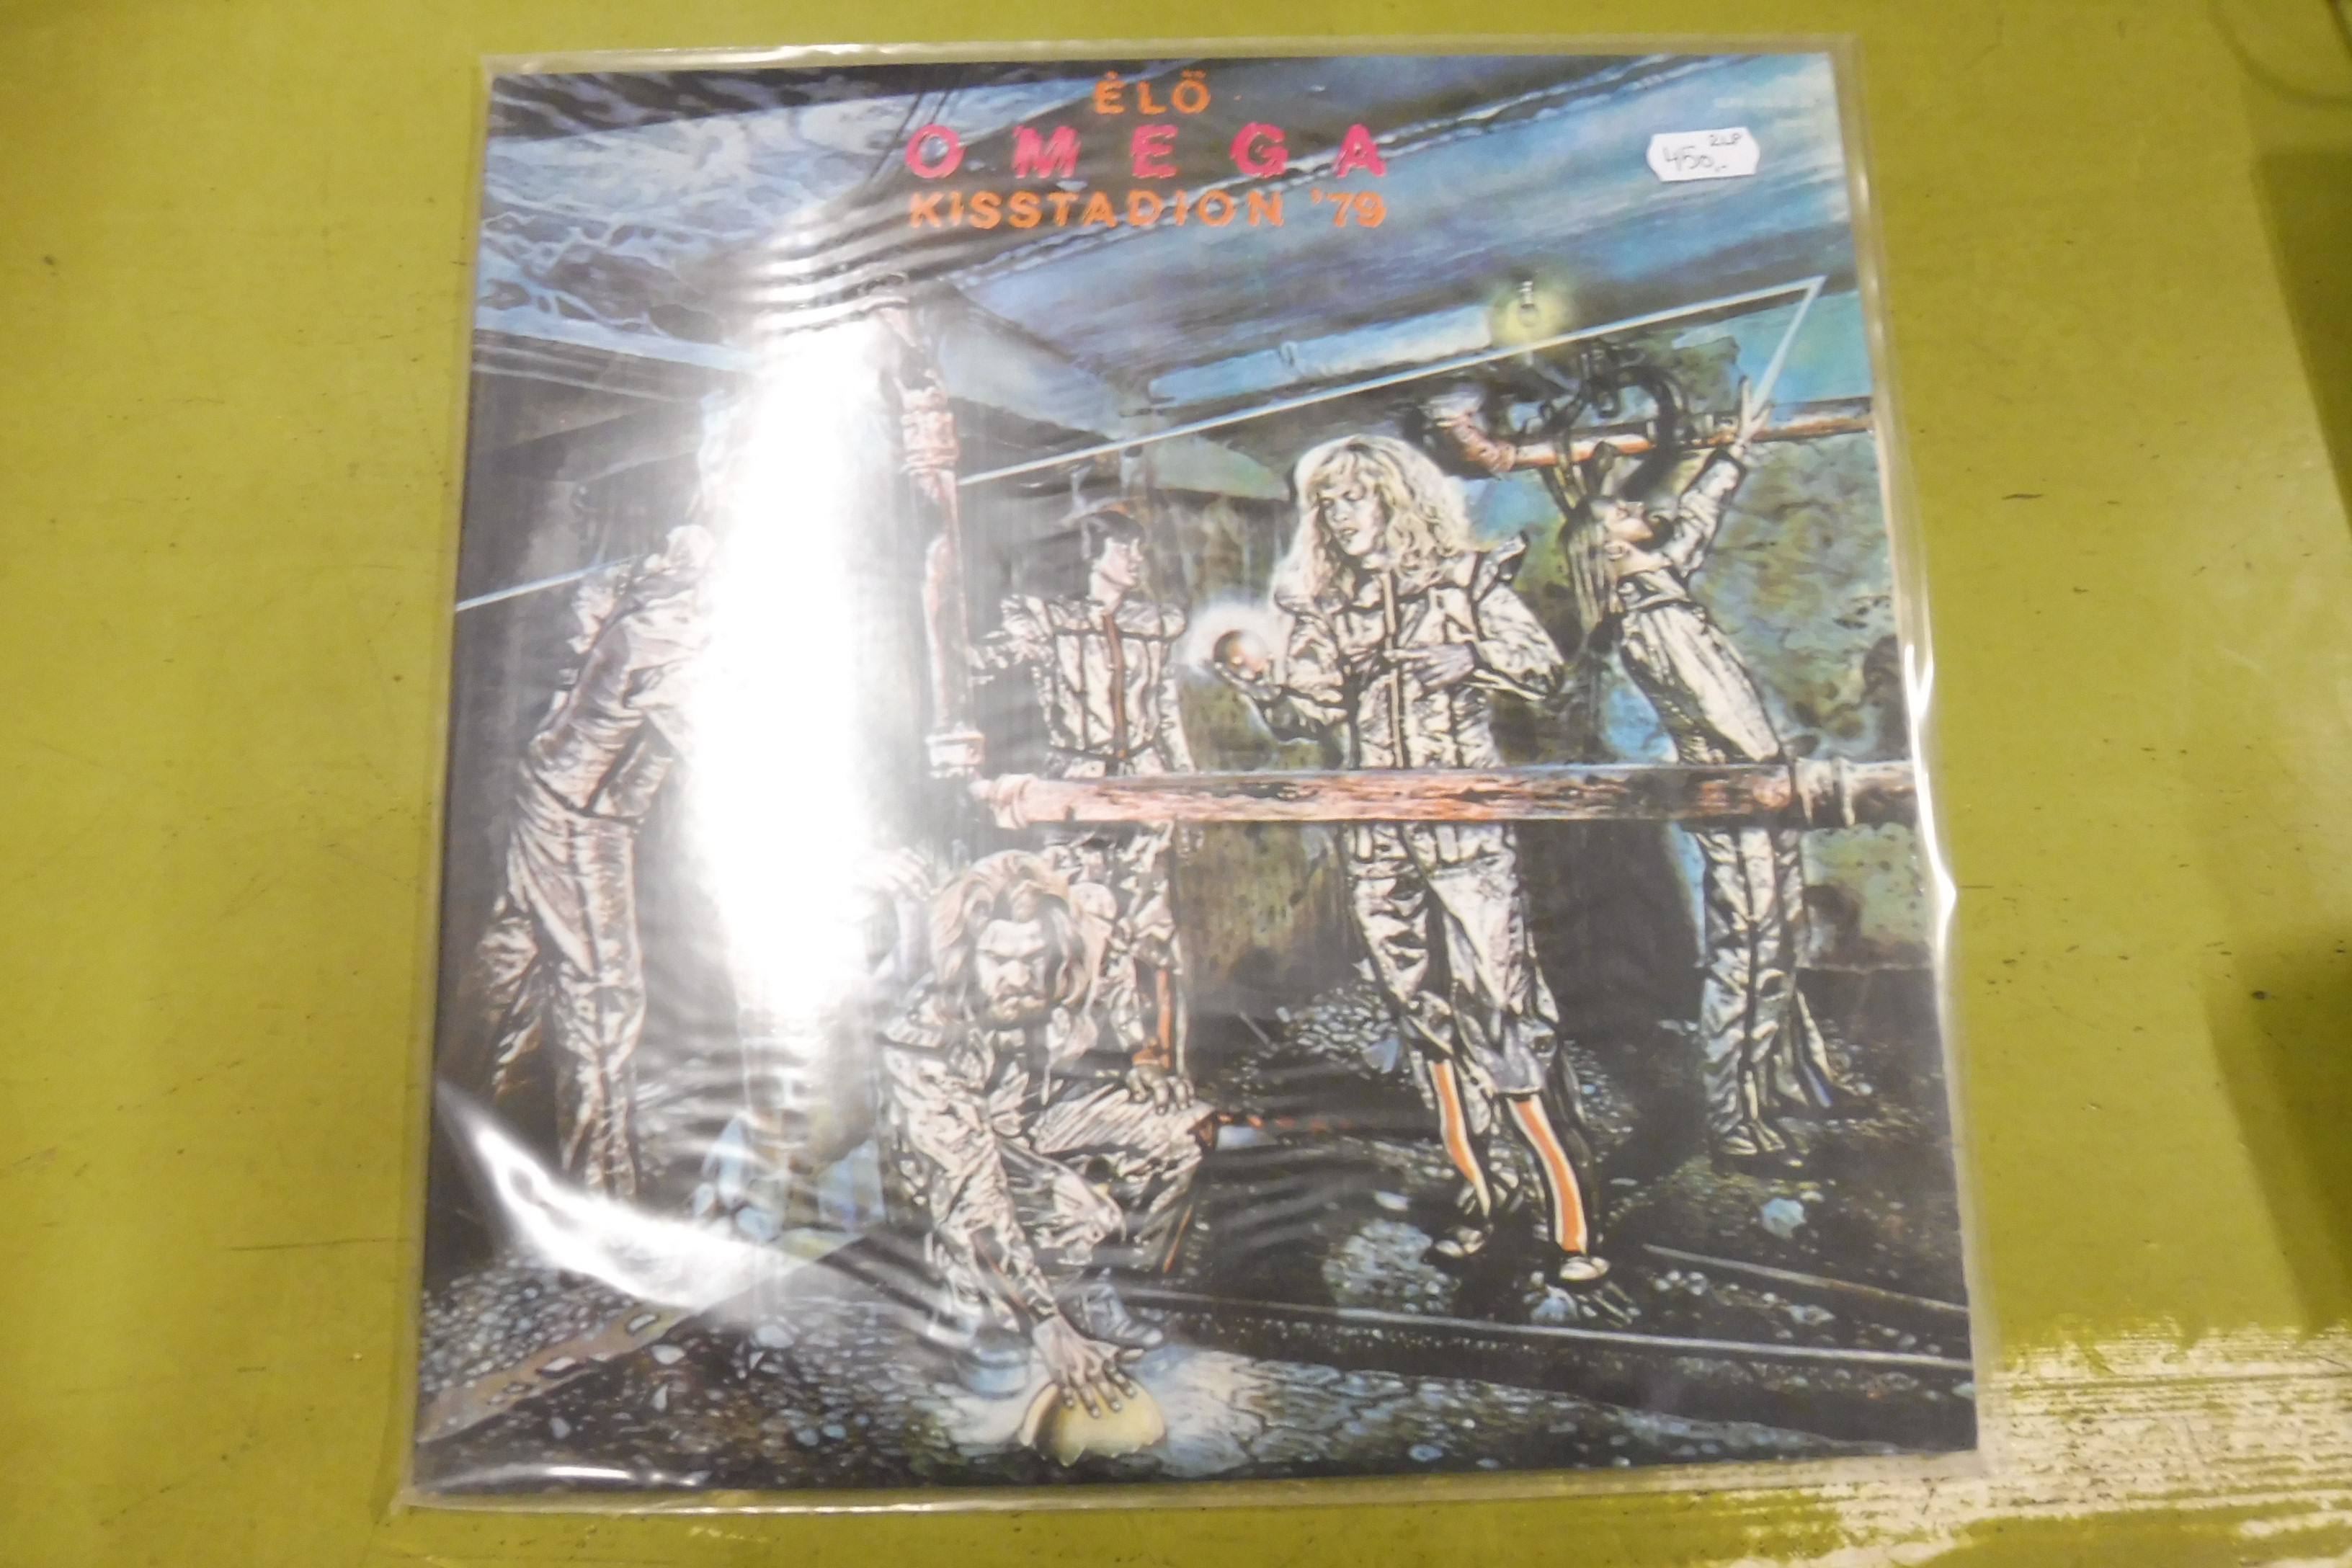 ÉLŐ
OMEGA
KISSTADION '79
2LP
450,-